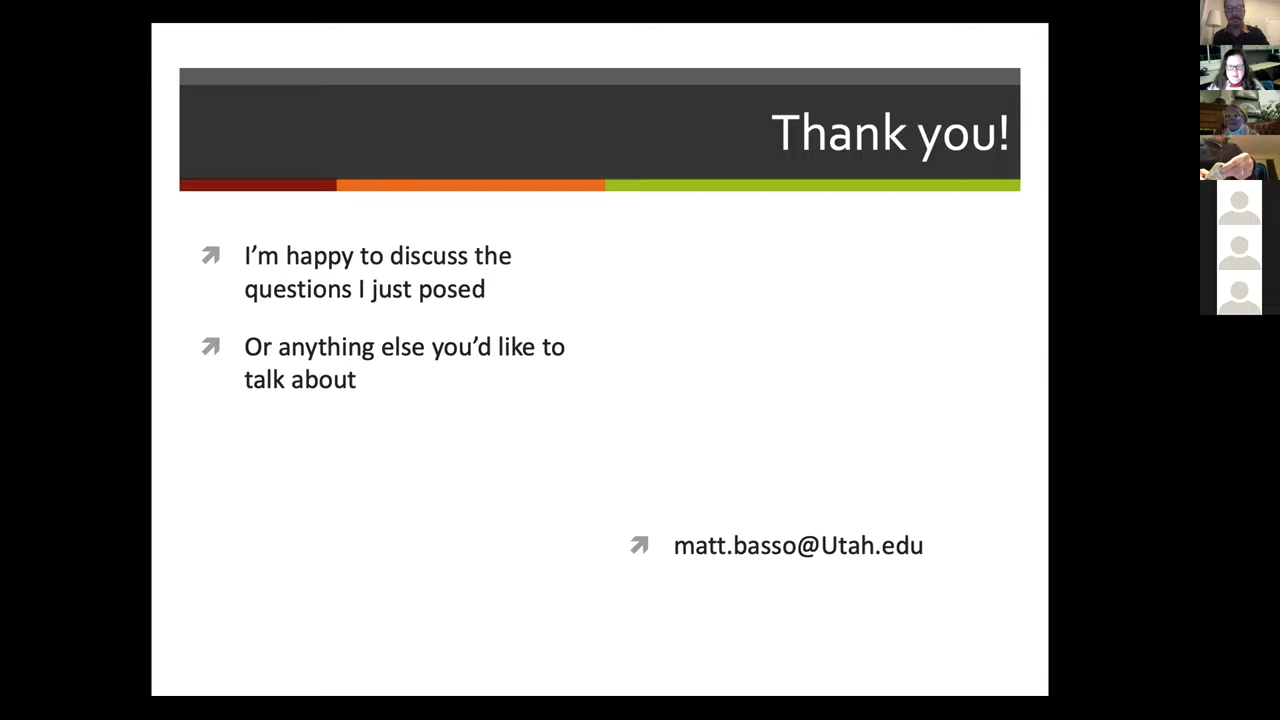 Thank you!
I'm happy to discuss the
questions I just posed
Or anything else you'd like to
talk about
matt.basso@Utah.edu